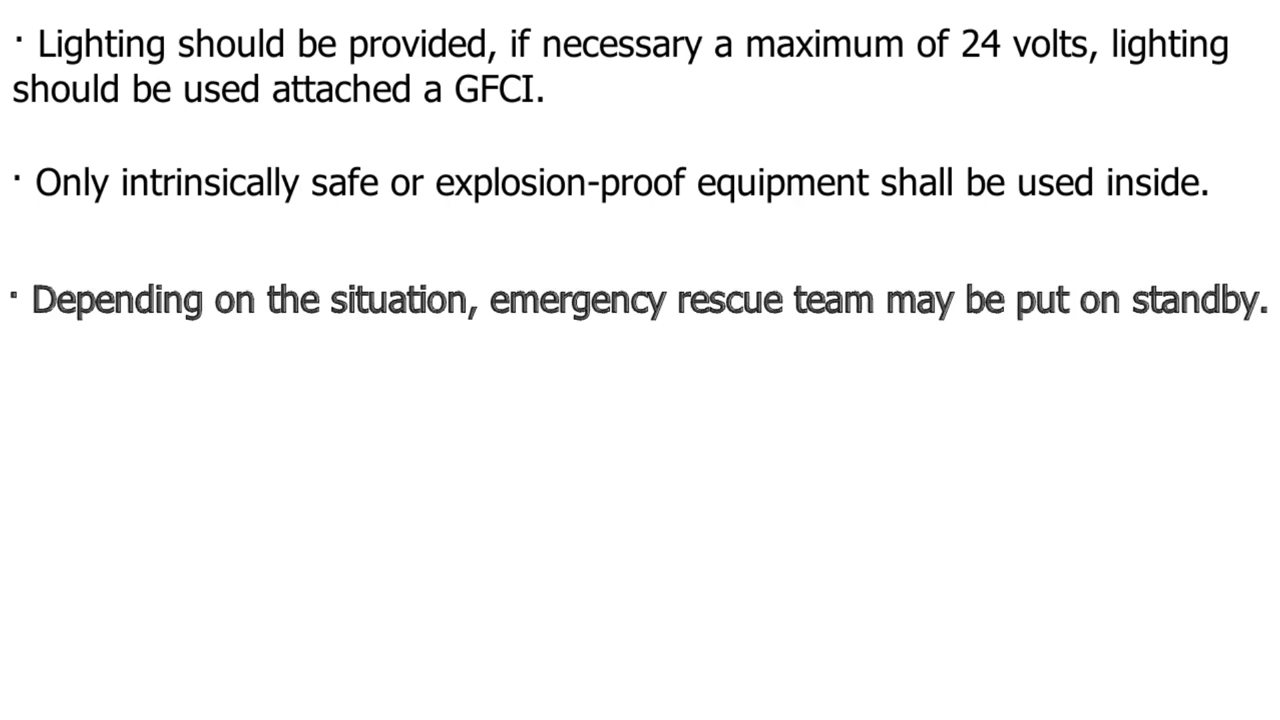 · Lighting should be provided, if necessary a maximum of 24 volts, lighting
should be used attached a GFCI.
· Only intrinsically safe or explosion-proof equipment shall be used inside.
· Depending on the situation, emergency rescue team may be put on standby.